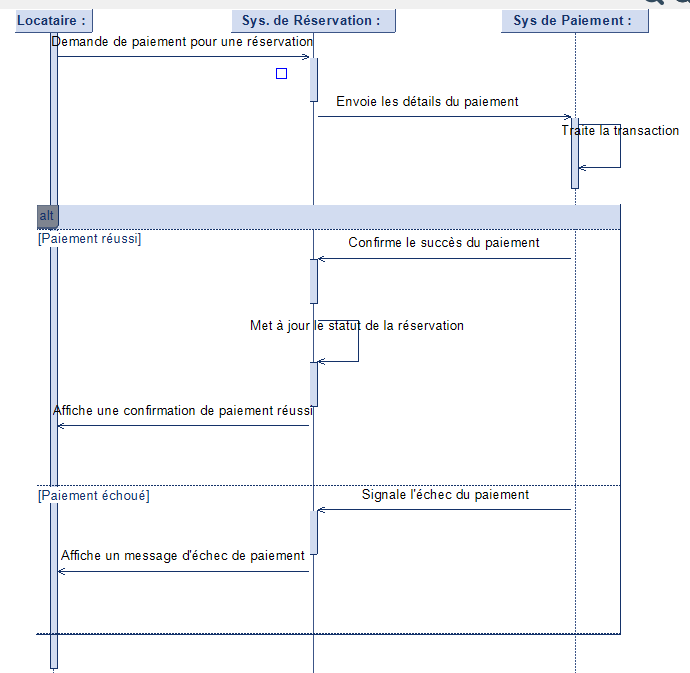 Locataire :
Sys. de Réservation :
Sys de Paiement :
Demande de paiement pour une réservation
Envoie les détails du paiement
Traite la transaction
alt
[Paiement réussi]
Confirme le succès du paiement
Met à jour le statut de la réservation
Affiche une confirmation de paiement réussi
[Paiement échoué]
Signale l'échec du paiement
Affiche un message d'échec de paiement